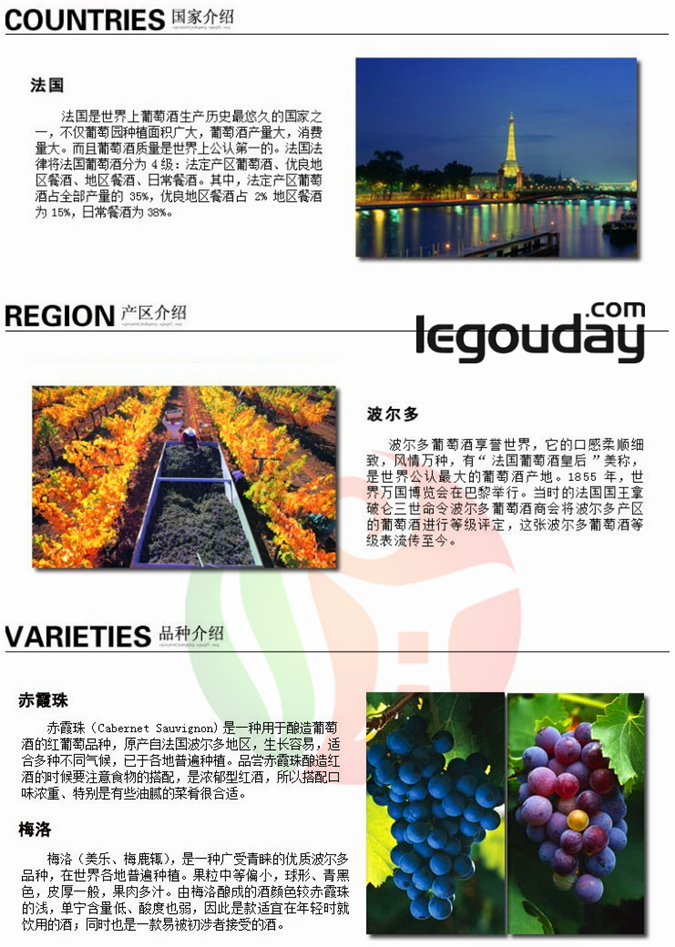 COUNTRIES 国家介绍
法国
法国是世界上葡萄酒生产历史最悠久的国家之
一，不仅葡萄园种植面积广大，葡萄酒产量大，消费
量大。而且葡萄酒质量是世界上公认第一的。法国法
律将法国葡萄酒分为 4 级：法定产区葡萄酒、优良地
区餐酒、地区餐酒、日常餐酒。其中，法定产区葡萄
酒占全部产量的 35%，优良地区餐酒占 2% 地区餐酒
为 15%，日常餐酒为 38%。
REGION 产区介绍
legouday.com
波尔多
波尔多葡萄酒享誉世界，它的口感柔顺细
致，风情万种，有“ 法国葡萄酒皇后 ”美称，
是世界公认最大的葡萄酒产地。1855 年，世
界万国博览会在巴黎举行。当时的法国国王拿
破仑三世命令波尔多葡萄酒商会将波尔多产区
的葡萄酒进行等级评定，这张波尔多葡萄酒等
级表流传至今。
VARIETIES 品种介绍
赤霞珠
赤霞珠（Cabernet Sauvignon）是一种用于酿造葡萄
酒的红葡萄品种，原产自法国波尔多地区，生长容易，适
合多种不同气候，已于各地普遍种植。品尝赤霞珠酿造红
酒的时候要注意食物的搭配，是浓郁型红酒，所以搭配口
味浓重、特别是有些油腻的菜肴很合适。
梅洛
梅洛（美乐、梅鹿辄），是一种广受青睐的优质波尔多
品种，在世界各地普遍种植。果粒中等偏小，球形、青黑
色，皮厚一般，果肉多汁。由梅洛酿成的酒颜色较赤霞珠
的浅，单宁含量低、酸度也弱，因此是款适宜在年轻时就
饮用的酒；同时也是一款易被初涉者接受的酒。